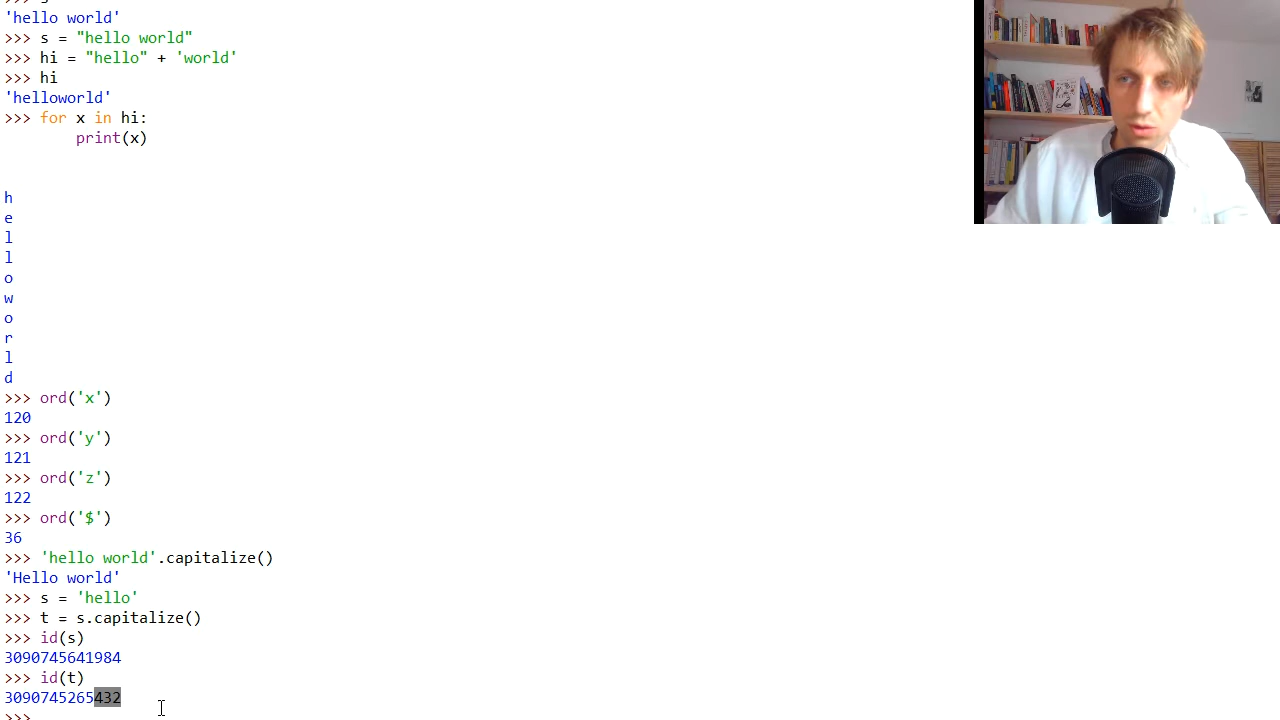 'hello world'
>>> s = "hello world"
>>> hi = "hello" + 'world'
>>> hi
'helloworld'
>>> for x in hi:
print(x)
h
e
l
l
o
w
o
r
l
d
>>> ord('x')
120
>>> ord('y')
121
>>> ord('z')
122
>>> ord('$')
36
>>> 'hello world'.capitalize()
'Hello world'
>>> s = 'hello'
>>> t = s.capitalize()
>>> id(s)
3090745641984
>>> id(t)
3090745265432
>>>